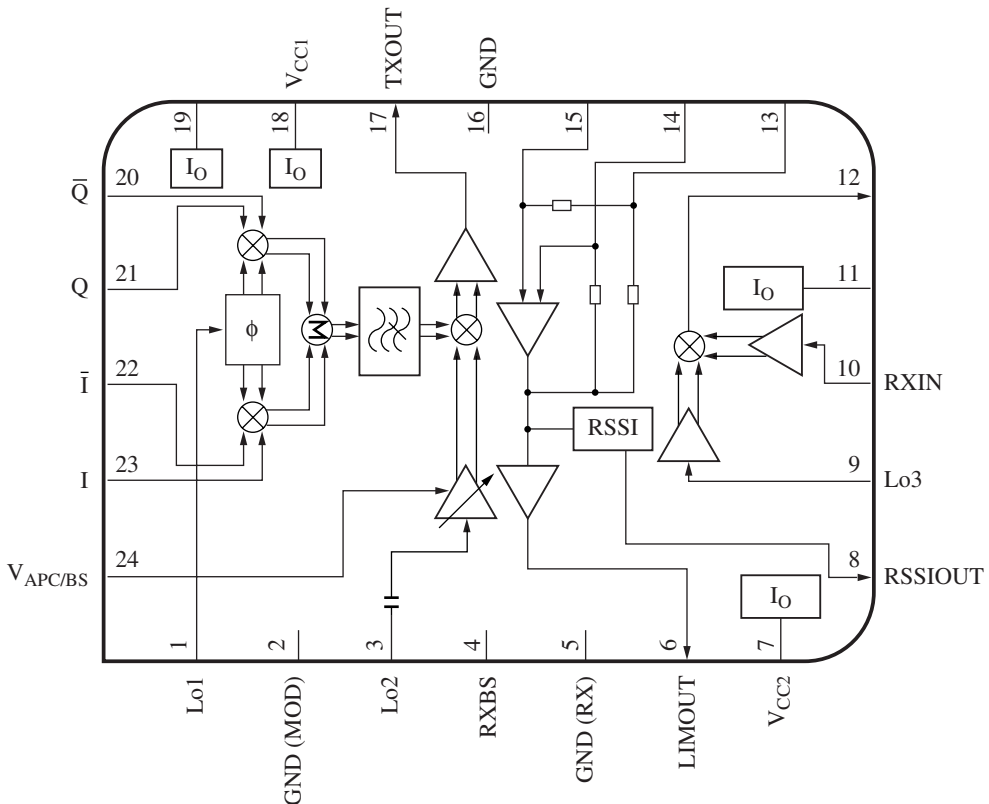 V_CC1
TXOUT
GND
19
18
17
16
15
14
13
I_O
I_O
Q̅
20
12
Q
21
11
I_O
ϕ
Σ
I̅
22
10
RXIN
RSSI
I
23
9
Lo3
V_APC/BS
24
8
RSSIOUT
I_O
1
2
3
4
5
6
7
Lo1
GND (MOD)
Lo2
RXBS
GND (RX)
LIMOUT
V_CC2